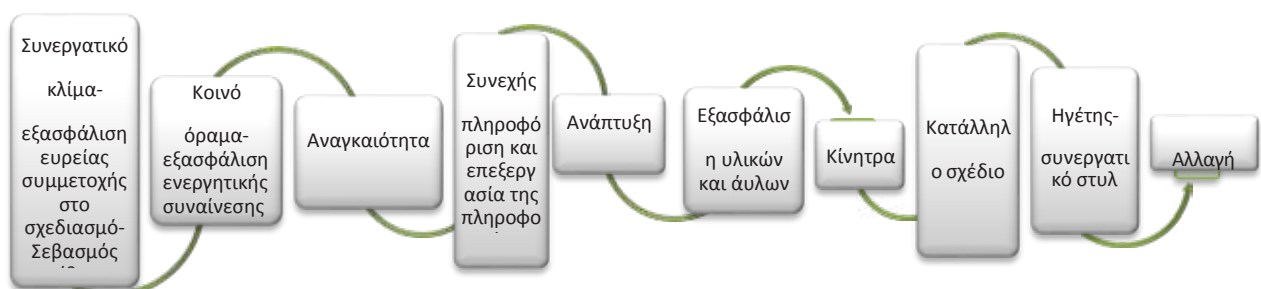 Συνεργατικό
κλίμα-
εξασφάλιση
ευρείας
συμμετοχής
στο
σχεδιασμό-
Σεβασμός
Κοινό
όραμα-
εξασφάλιση
ενεργητικής
συναίνεσης
Αναγκαιότητα
Συνεχής
πληροφό
ριση και
επεξεργ
ασία της
πληροφο
Ανάπτυξη
Εξασφάλισ
η υλικών
και άυλων
Κίνητρα
Κατάλληλ
ο σχέδιο
Ηγέτης-
συνεργατι
κό στυλ
Αλλαγή